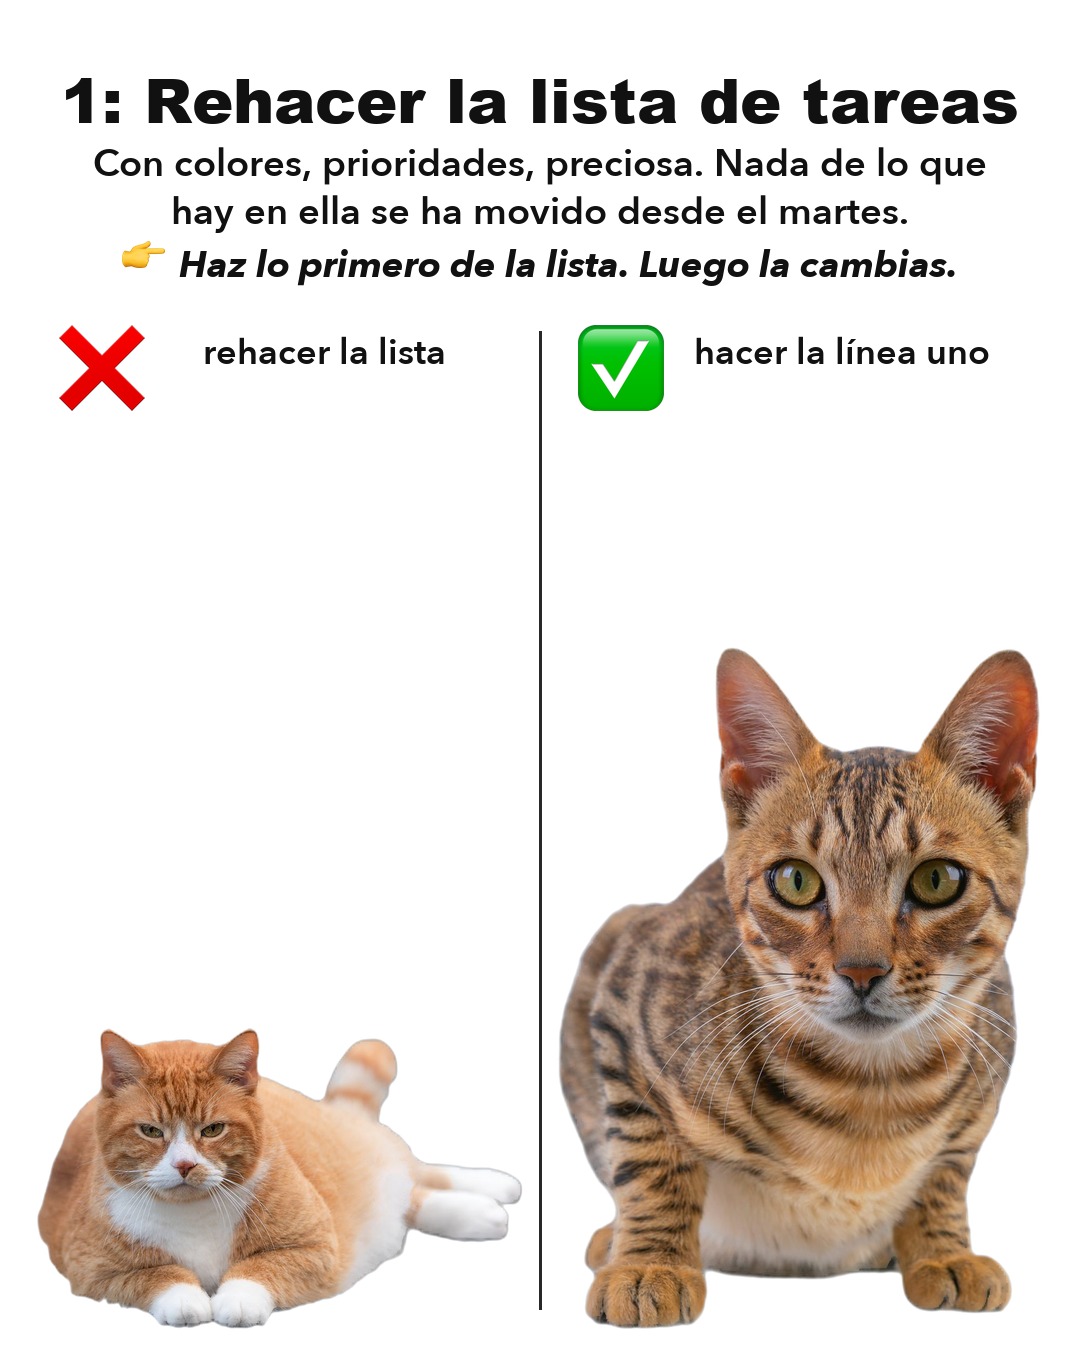 1: Rehacer la lista de tareas
Con colores, prioridades, preciosa. Nada de lo que
hay en ella se ha movido desde el martes.
👉 Haz lo primero de la lista. Luego la cambias.
❌ rehacer la lista
✅ hacer la línea uno